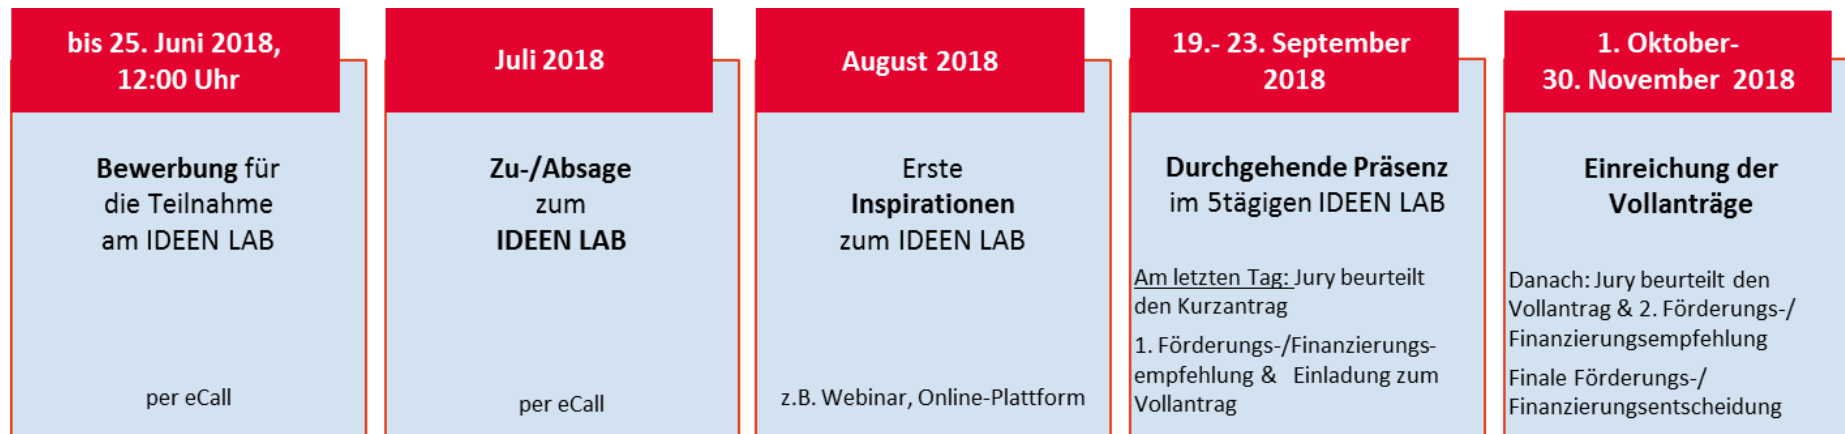 bis 25. Juni 2018,
12:00 Uhr
Bewerbung für
die Teilnahme
am IDEEN LAB
per eCall
Juli 2018
Zu-/Absage
zum
IDEEN LAB
per eCall
August 2018
Erste
Inspirationen
zum IDEEN LAB
z.B. Webinar, Online-Plattform
19.- 23. September
2018
Durchgehende Präsenz
im 5tägigen IDEEN LAB
Am letzten Tag: Jury beurteilt
den Kurzantrag
1. Förderungs-/Finanzierungs-
empfehlung & Einladung zum
Vollantrag
1. Oktober-
30. November 2018
Einreichung der
Vollanträge
Danach: Jury beurteilt den
Vollantrag & 2. Förderungs-/
Finanzierungsempfehlung
Finale Förderungs-/
Finanzierungsentscheidung